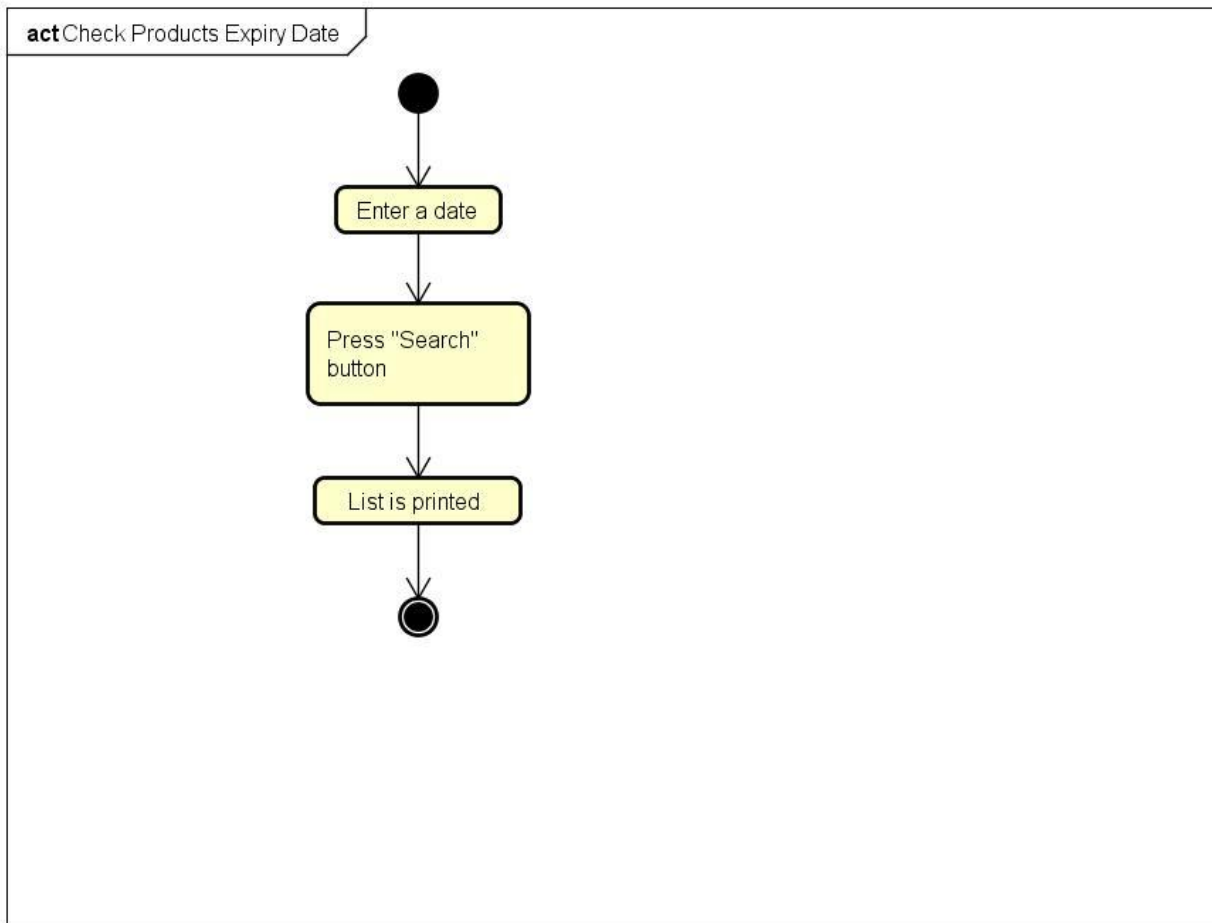 act Check Products Expiry Date
Enter a date
Press "Search"
button
List is printed